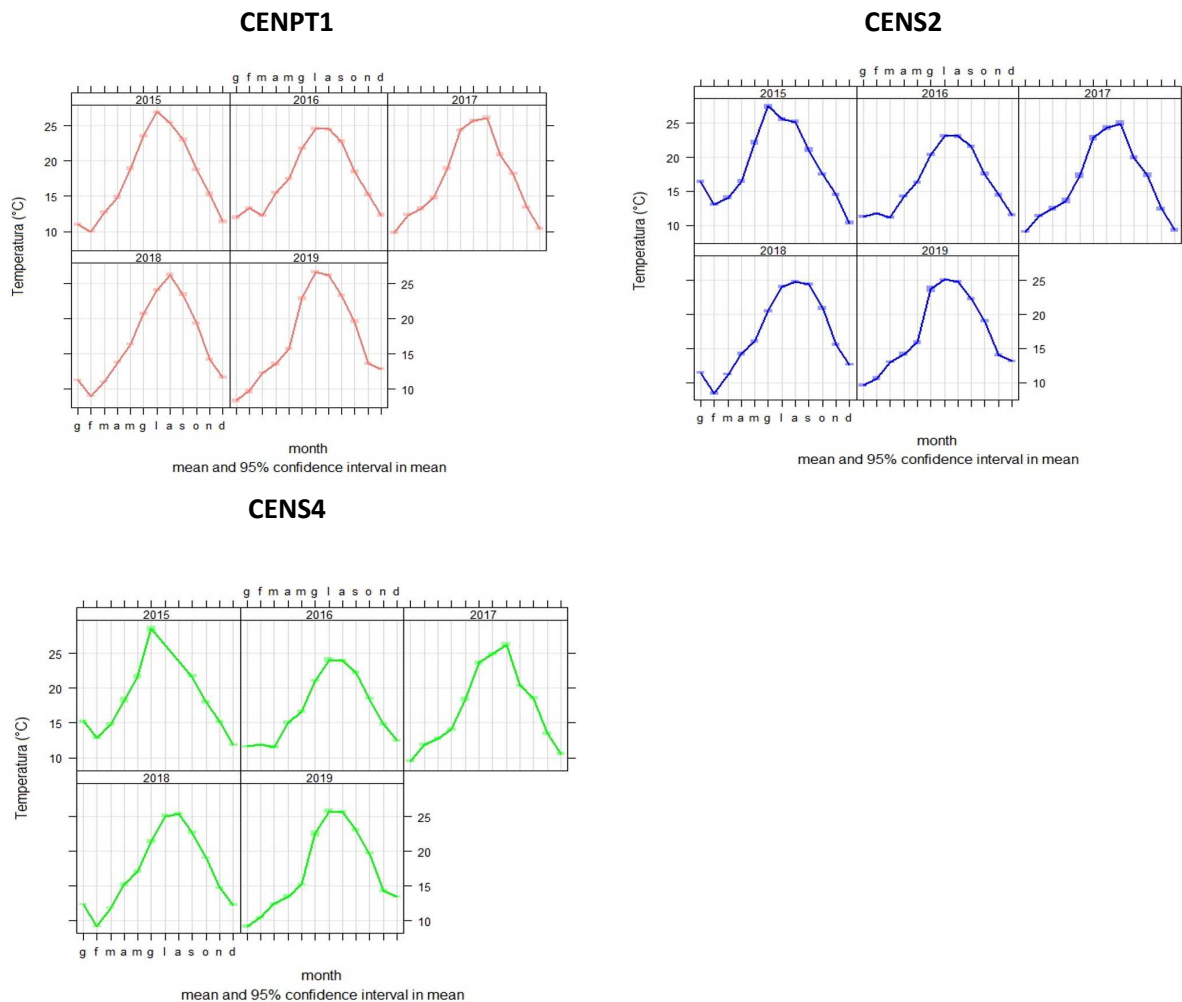 CENPT1
g f m a m g l a s o n d
2015 2016 2017
25
20
15
10
Temperatura (°C)
2018 2019
25
20
15
10
g f m a m g l a s o n d
month
mean and 95% confidence interval in mean
CENS2
g f m a m g l a s o n d
2015 2016 2017
25
20
15
10
Temperatura (°C)
2018 2019
25
20
15
10
g f m a m g l a s o n d
month
mean and 95% confidence interval in mean
CENS4
g f m a m g l a s o n d
2015 2016 2017
25
20
15
10
Temperatura (°C)
2018 2019
25
20
15
10
g f m a m g l a s o n d
month
mean and 95% confidence interval in mean